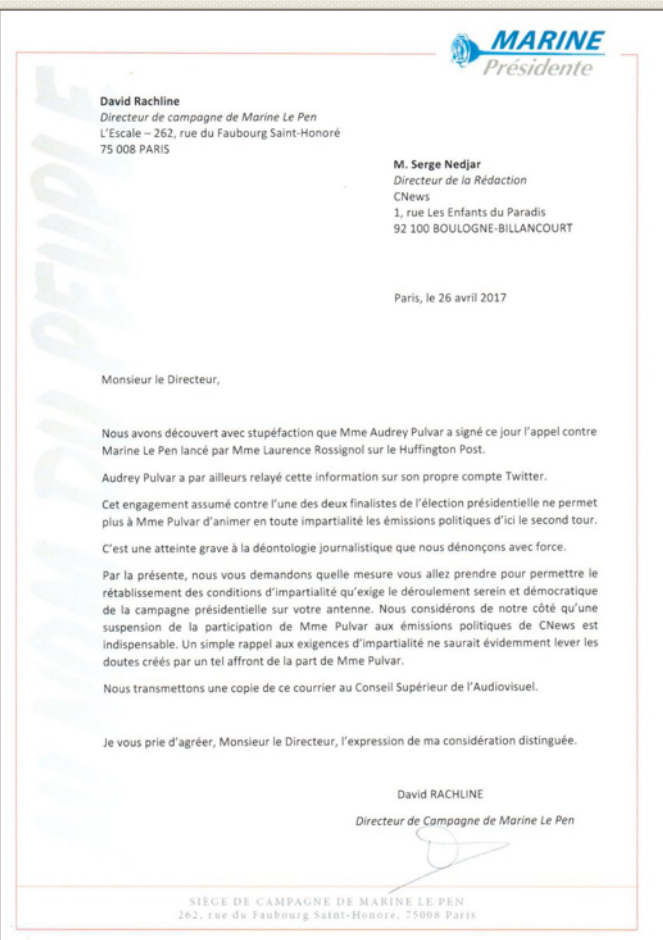 MARINE
Présidente
David Rachline
Directeur de campagne de Marine Le Pen
L'Escale – 262, rue du Faubourg Saint-Honoré
75 008 PARIS
M. Serge Nedjar
Directeur de la Rédaction
CNews
1, rue Les Enfants du Paradis
92 100 BOULOGNE-BILLANCOURT
Paris, le 26 avril 2017
AU NOM DU PEUPLE
Monsieur le Directeur,
Nous avons découvert avec stupéfaction que Mme Audrey Pulvar a signé ce jour l'appel contre
Marine Le Pen lancé par Mme Laurence Rossignol sur le Huffington Post.
Audrey Pulvar a par ailleurs relayé cette information sur son propre compte Twitter.
Cet engagement assumé contre l'une des deux finalistes de l'élection présidentielle ne permet
plus à Mme Pulvar d'animer en toute impartialité les émissions politiques d'ici le second tour.
C'est une atteinte grave à la déontologie journalistique que nous dénonçons avec force.
Par la présente, nous vous demandons quelle mesure vous allez prendre pour permettre le
rétablissement des conditions d'impartialité qu'exige le déroulement serein et démocratique
de la campagne présidentielle sur votre antenne. Nous considérons de notre côté qu'une
suspension de la participation de Mme Pulvar aux émissions politiques de CNews est
indispensable. Un simple rappel aux exigences d'impartialité ne saurait évidemment lever les
doutes créés par un tel affront de la part de Mme Pulvar.
Nous transmettons une copie de ce courrier au Conseil Supérieur de l'Audiovisuel.
Je vous prie d'agréer, Monsieur le Directeur, l'expression de ma considération distinguée.
David RACHLINE
Directeur de Campagne de Marine Le Pen
SIÈGE DE CAMPAGNE DE MARINE LE PEN
262, rue du Faubourg Saint-Honoré, 75008 Paris